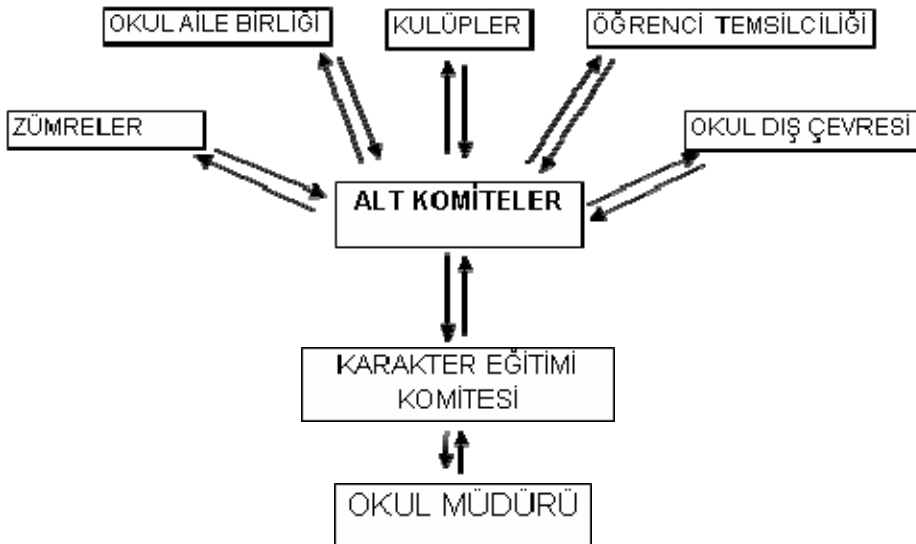 OKUL AİLE BİRLİĞİ
KULÜPLER
ÖĞRENCİ TEMSİLCİLİĞİ
ZÜMRELER
OKUL DIŞ ÇEVRESİ
ALT KOMİTELER
KARAKTER EĞİTİMİ
KOMİTESİ
OKUL MÜDÜRÜ